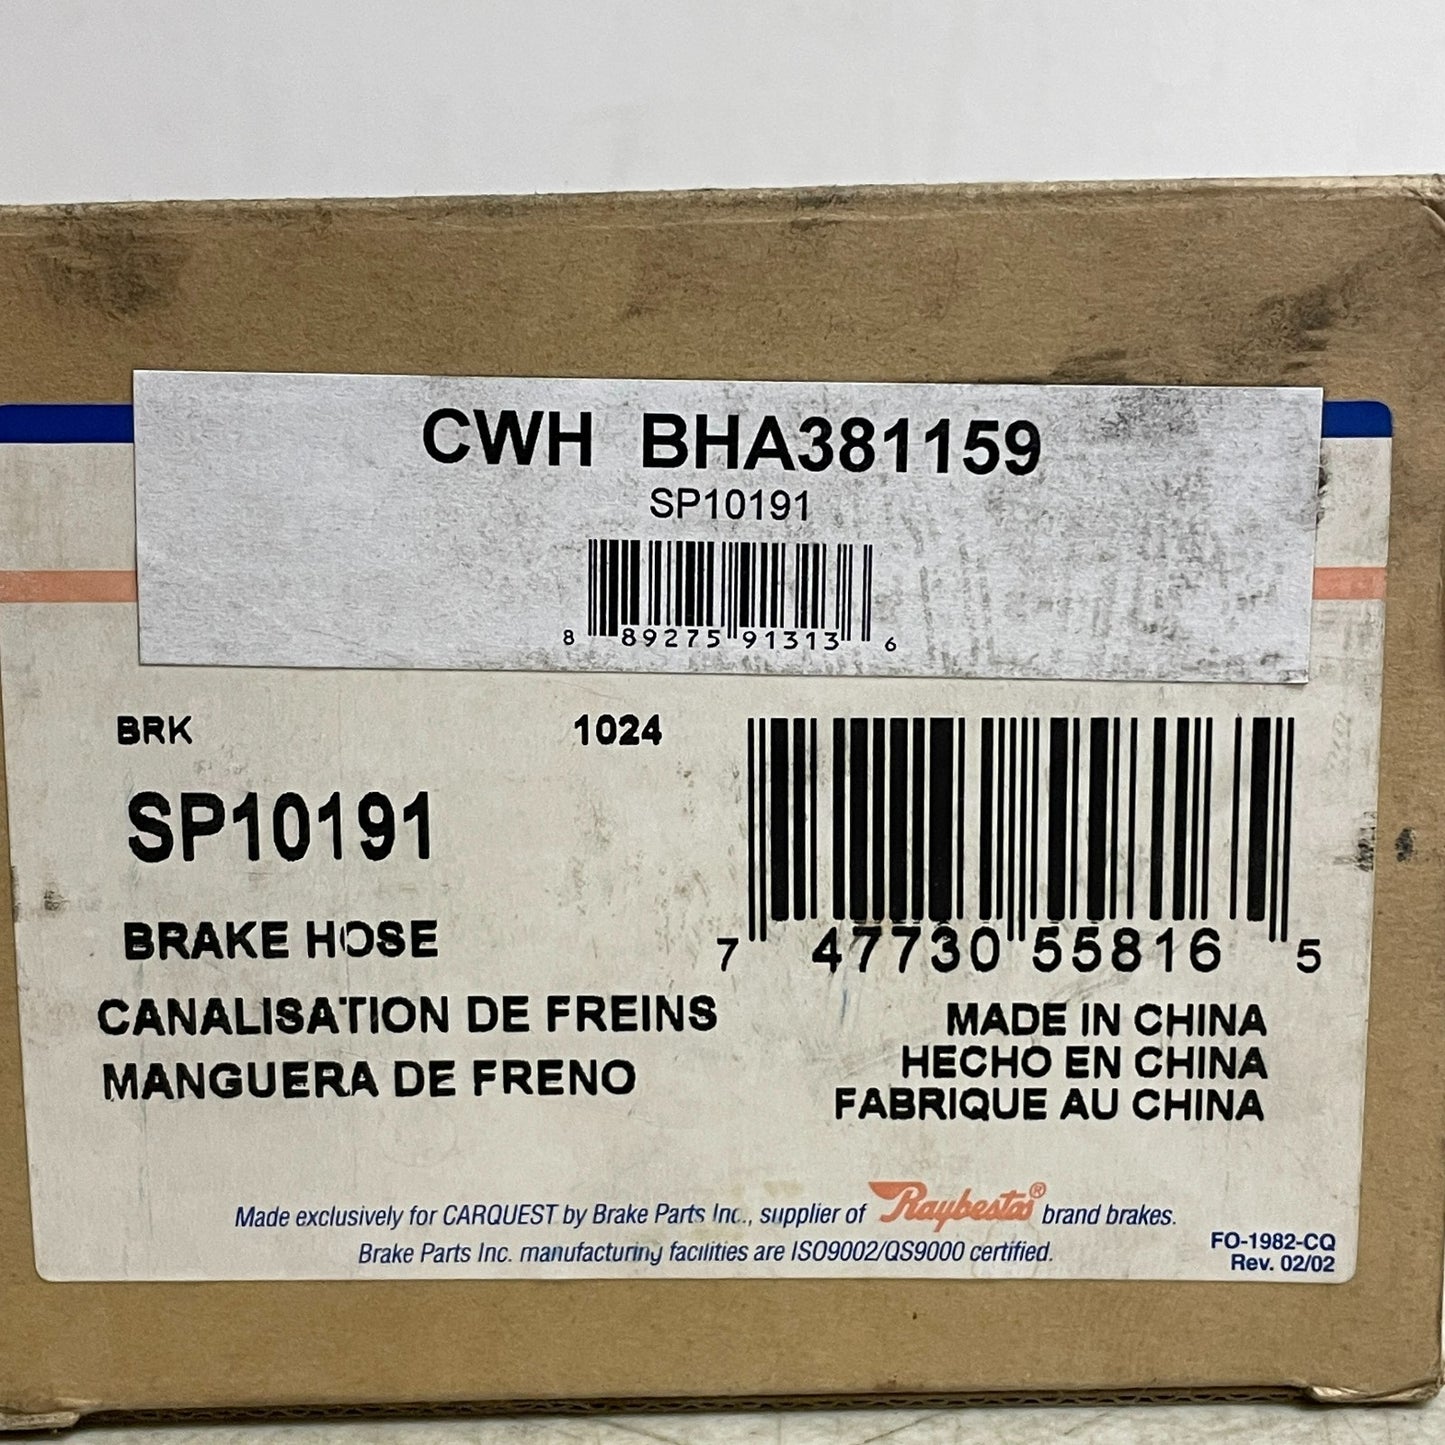 CWH BHA381159
SP10191
8 89275 91313 6
BRK 1024
SP10191
7 47730 55816 5
BRAKE HOSE
CANALISATION DE FREINS
MANGUERA DE FRENO
MADE IN CHINA
HECHO EN CHINA
FABRIQUE AU CHINA
Made exclusively for CARQUEST by Brake Parts Inc., supplier of Raybestos® brand brakes.
Brake Parts Inc. manufacturing facilities are ISO9002/QS9000 certified.
FO-1982-CQ
Rev. 02/02